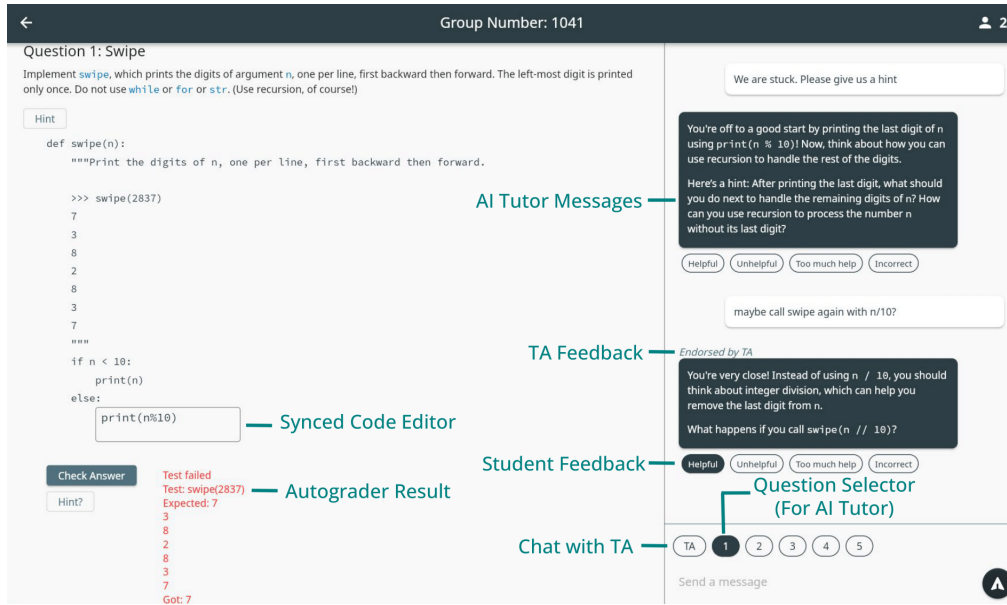 Group Number: 1041
2
Question 1: Swipe
Implement swipe, which prints the digits of argument n, one per line, first backward then forward. The left-most digit is printed
only once. Do not use while or for or str. (Use recursion, of course!)
Hint
def swipe(n):
"""Print the digits of n, one per line, first backward then forward.
>>> swipe(2837)
7
3
8
2
8
3
7
"""
if n < 10:
print(n)
else:
print(n%10)
Synced Code Editor
Check Answer
Hint?
Test failed
Test: swipe(2837)
Expected: 7
3
8
2
8
3
7
Got: 7
Autograder Result
We are stuck. Please give us a hint
AI Tutor Messages
You're off to a good start by printing the last digit of n
using print(n % 10)! Now, think about how you can
use recursion to handle the rest of the digits.
Here's a hint: After printing the last digit, what should
you do next to handle the remaining digits of n? How
can you use recursion to process the number n
without its last digit?
Helpful Unhelpful Too much help Incorrect
maybe call swipe again with n/10?
TA Feedback
Endorsed by TA
You're very close! Instead of using n / 10, you should
think about integer division, which can help you
remove the last digit from n.
What happens if you call swipe(n // 10)?
Student Feedback
Helpful Unhelpful Too much help Incorrect
Question Selector
(For AI Tutor)
Chat with TA
TA 1 2 3 4 5
Send a message